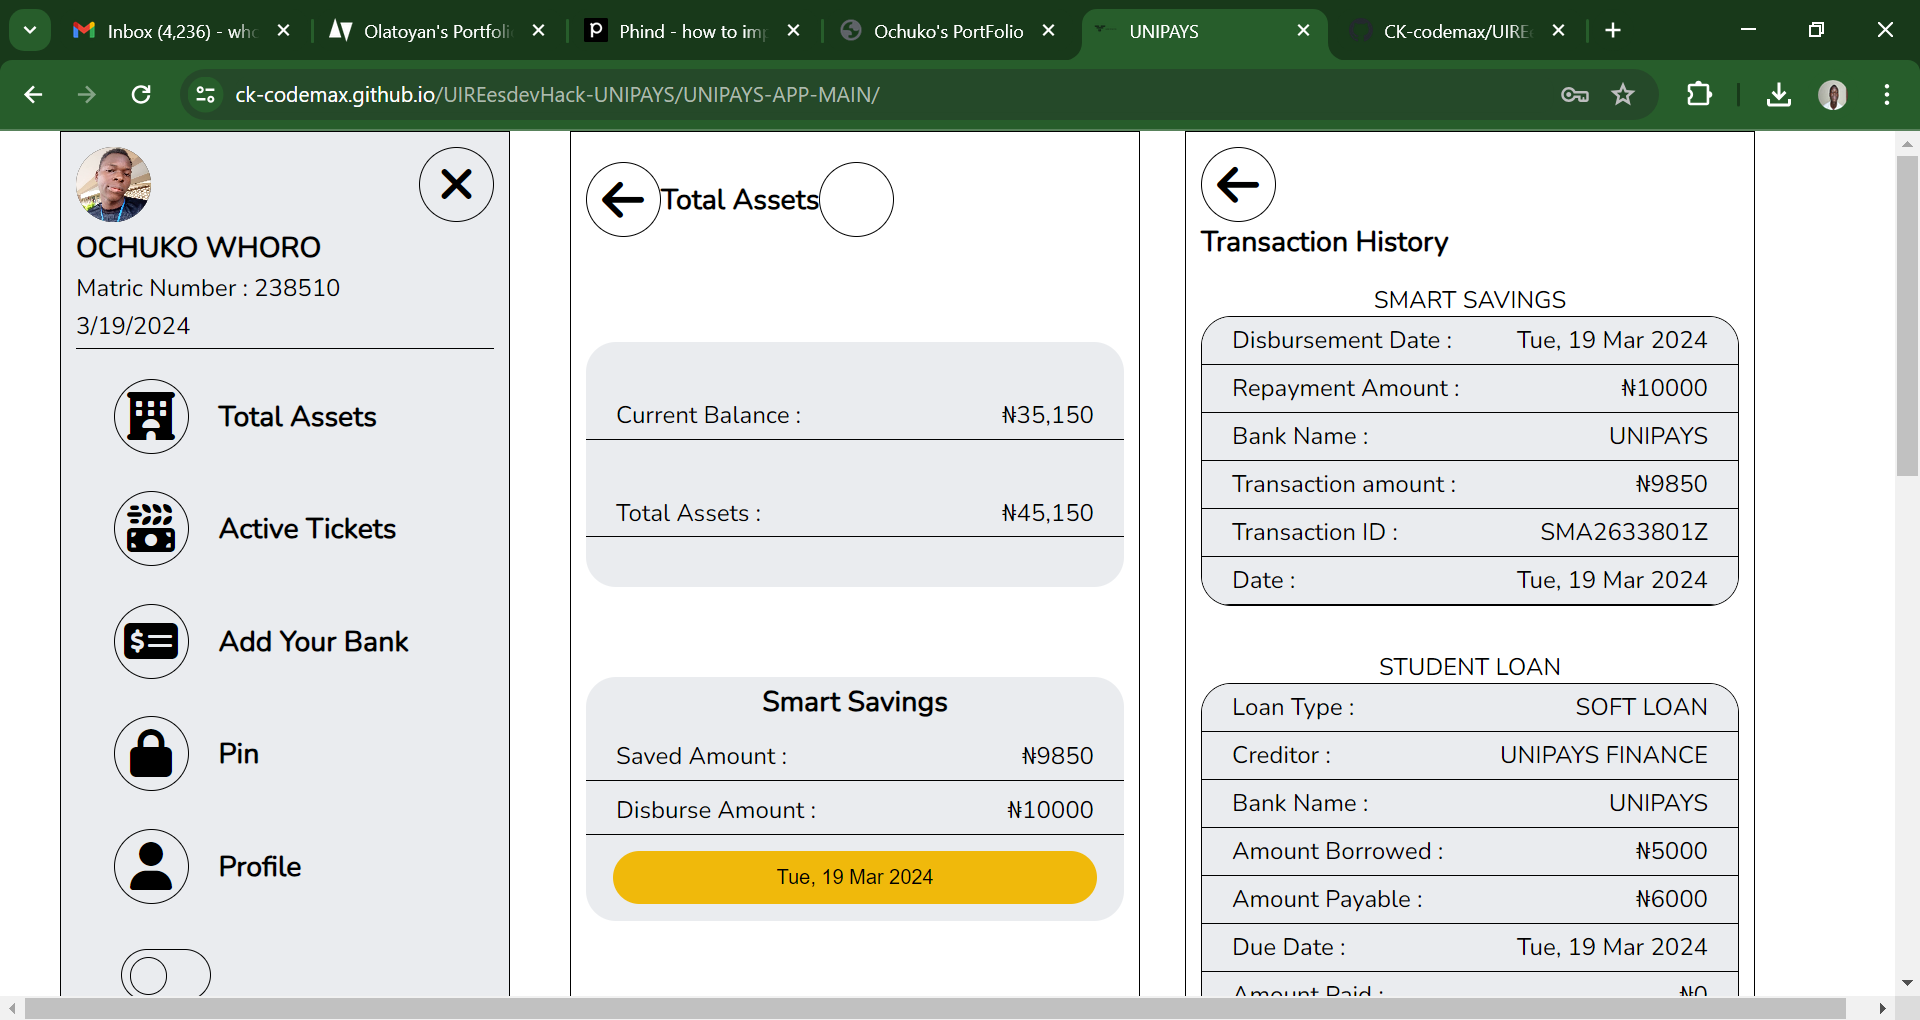 Inbox (4,236) - who
Olatoyan's Portfoli
Phind - how to imp
Ochuko's PortFolio
UNIPAYS
CK-codemax/UIREe
ck-codemax.github.io/UIREesdevHack-UNIPAYS/UNIPAYS-APP-MAIN/
OCHUKO WHORO
Matric Number : 238510
3/19/2024
Total Assets
Active Tickets
Add Your Bank
Pin
Profile
Total Assets
Current Balance : ₦35,150
Total Assets : ₦45,150
Smart Savings
Saved Amount : ₦9850
Disburse Amount : ₦10000
Tue, 19 Mar 2024
Transaction History
SMART SAVINGS
Disbursement Date : Tue, 19 Mar 2024
Repayment Amount : ₦10000
Bank Name : UNIPAYS
Transaction amount : ₦9850
Transaction ID : SMA2633801Z
Date : Tue, 19 Mar 2024
STUDENT LOAN
Loan Type : SOFT LOAN
Creditor : UNIPAYS FINANCE
Bank Name : UNIPAYS
Amount Borrowed : ₦5000
Amount Payable : ₦6000
Due Date : Tue, 19 Mar 2024
Amount Paid : ₦0